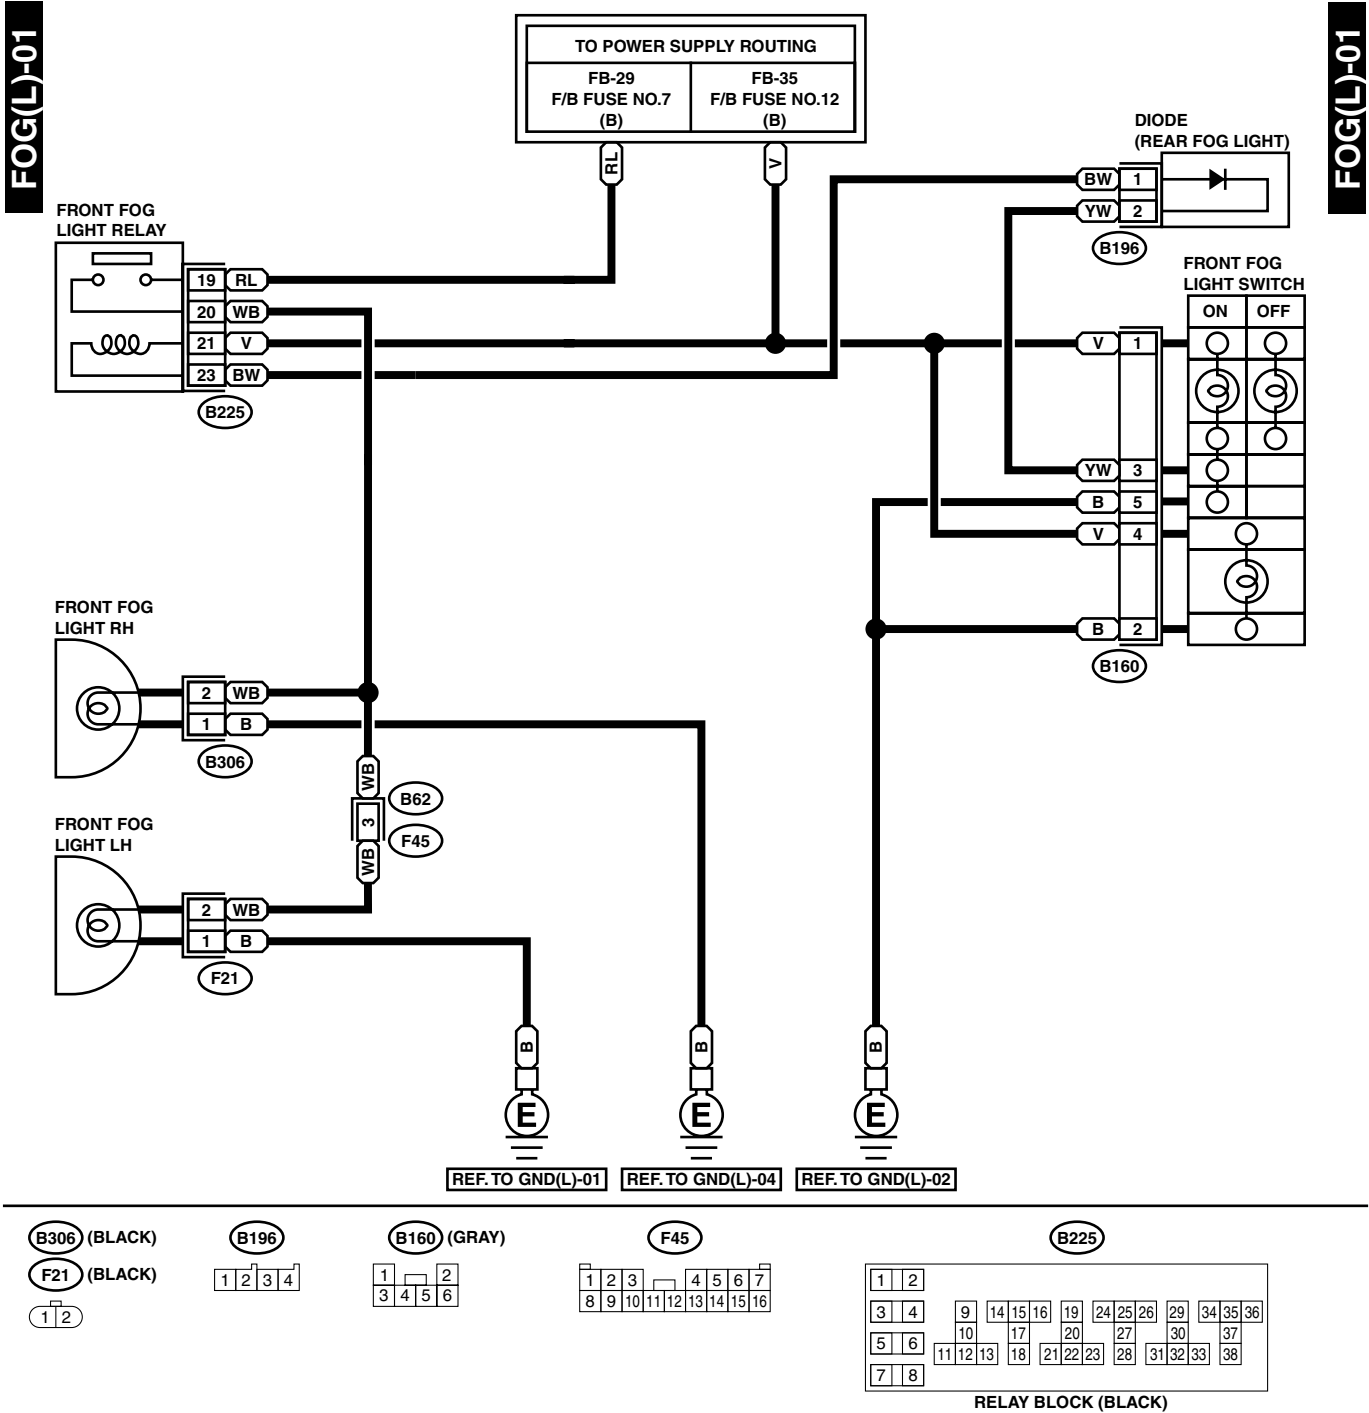 FOG(L)-01
FOG(L)-01
TO POWER SUPPLY ROUTING
FB-29
F/B FUSE NO.7
(B)
FB-35
F/B FUSE NO.12
(B)
RL
V
DIODE
(REAR FOG LIGHT)
BW 1
YW 2
B196
FRONT FOG
LIGHT RELAY
19 RL
20 WB
21 V
23 BW
B225
FRONT FOG
LIGHT SWITCH
ON OFF
V 1
YW 3
B 5
V 4
B 2
B160
FRONT FOG
LIGHT RH
2 WB
1 B
B306
WB
B62
3
F45
WB
FRONT FOG
LIGHT LH
2 WB
1 B
F21
B B B
E E E
REF. TO GND(L)-01 REF. TO GND(L)-04 REF. TO GND(L)-02
B306 (BLACK)
F21 (BLACK)
1 2
B196
1 2 3 4
B160 (GRAY)
1 2
3 4 5 6
F45
1 2 3 4 5 6 7
8 9 10 11 12 13 14 15 16
B225
1 2
3 4 9 14 15 16 19 24 25 26 29 34 35 36
10 17 20 27 30 37
5 6
11 12 13 18 21 22 23 28 31 32 33 38
7 8
RELAY BLOCK (BLACK)